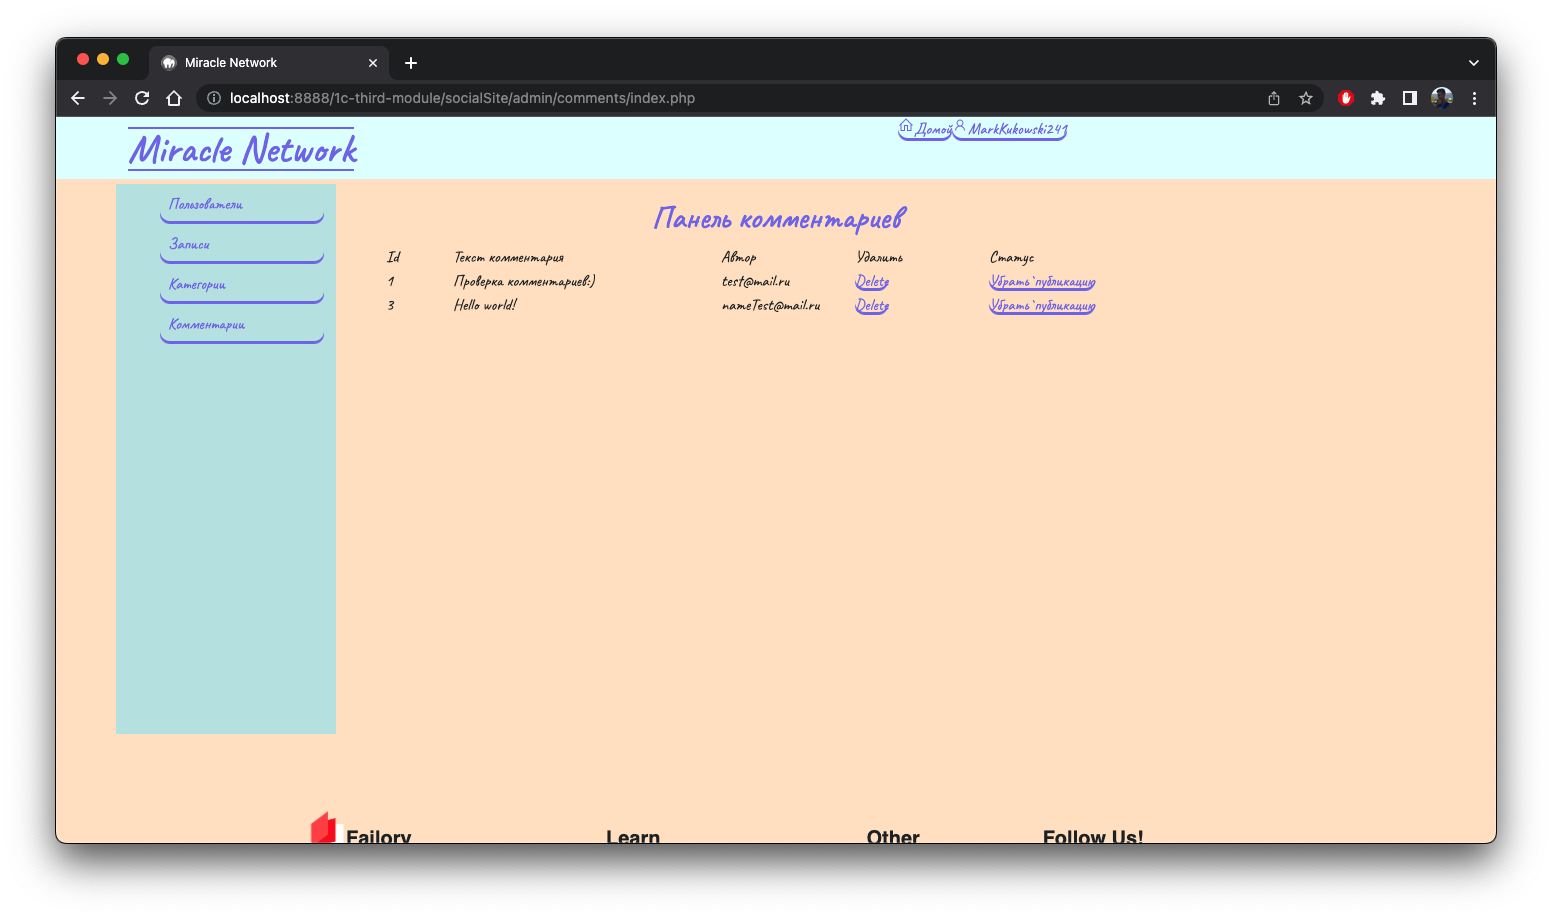 Miracle Network
localhost:8888/1c-third-module/socialSite/admin/comments/index.php
Miracle Network
Домой MarkKukowski241
Пользователи
Записи
Категории
Комментарии
Панель комментариев
Id Текст комментария Автор Удалить Статус
1 Проверка комментариев:) test@mail.ru Delete Убрать публикацию
3 Hello world! nameTest@mail.ru Delete Убрать публикацию
Failory Learn Other Follow Us!